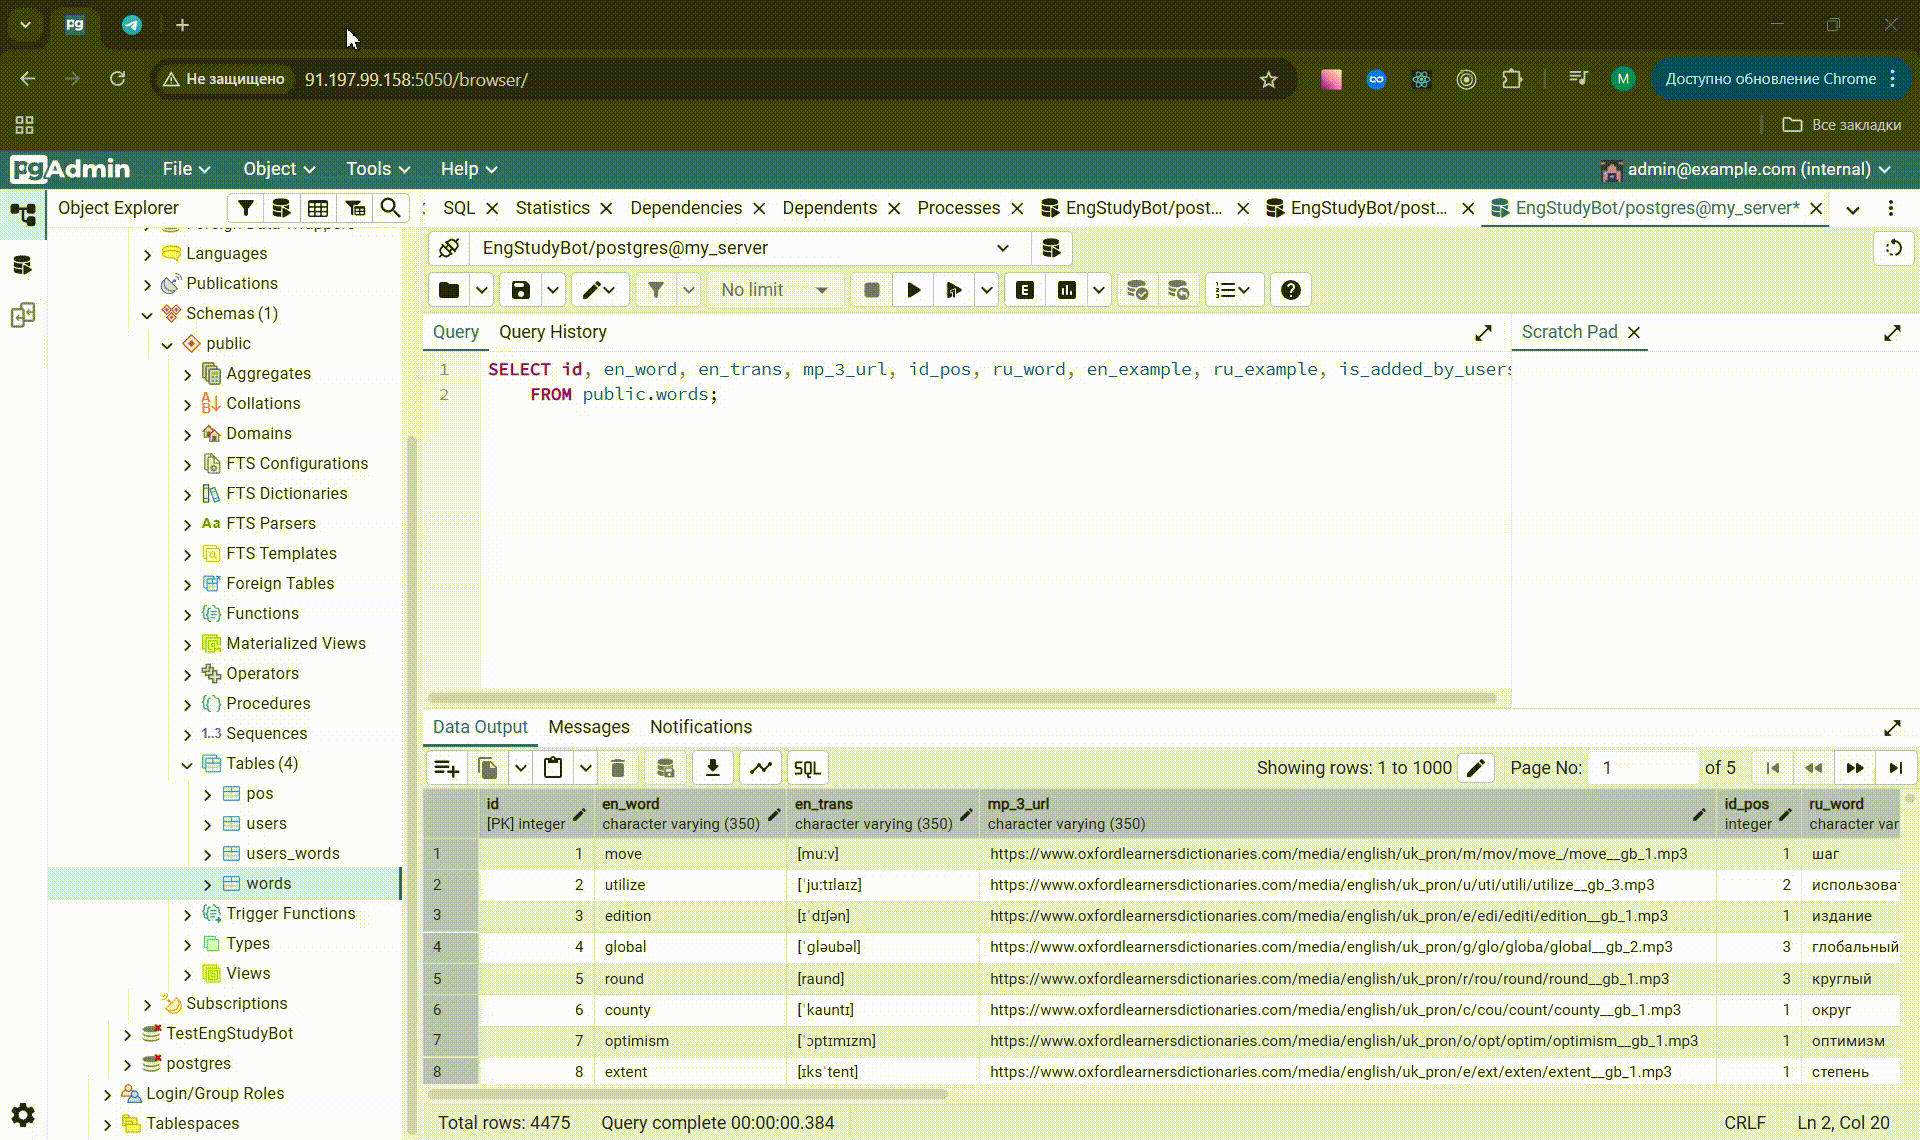 pg
Не защищено
91.197.99.158:5050/browser/
M
Доступно обновление Chrome
Все закладки
pgAdmin
File
Object
Tools
Help
admin@example.com (internal)
Object Explorer
SQL
Statistics
Dependencies
Dependents
Processes
EngStudyBot/post...
EngStudyBot/post...
EngStudyBot/postgres@my_server*
Foreign Data Wrappers
Languages
Publications
Schemas (1)
public
Aggregates
Collations
Domains
FTS Configurations
FTS Dictionaries
Aa FTS Parsers
FTS Templates
Foreign Tables
Functions
Materialized Views
Operators
Procedures
1..3 Sequences
Tables (4)
pos
users
users_words
words
Trigger Functions
Types
Views
Subscriptions
TestEngStudyBot
postgres
Login/Group Roles
Tablespaces
EngStudyBot/postgres@my_server
No limit
E
Query
Query History
Scratch Pad
1 SELECT id, en_word, en_trans, mp_3_url, id_pos, ru_word, en_example, ru_example, is_added_by_users
2 FROM public.words;
Data Output
Messages
Notifications
SQL
Showing rows: 1 to 1000
Page No: 1 of 5
id [PK] integer
en_word character varying (350)
en_trans character varying (350)
mp_3_url character varying (350)
id_pos integer
ru_word character var
1 1 move [mu:v] https://www.oxfordlearnersdictionaries.com/media/english/uk_pron/m/mov/move_/move__gb_1.mp3 1 шаг
2 2 utilize [ˈju:tɪlaɪz] https://www.oxfordlearnersdictionaries.com/media/english/uk_pron/u/uti/utili/utilize__gb_3.mp3 2 использова
3 3 edition [ɪˈdɪʃən] https://www.oxfordlearnersdictionaries.com/media/english/uk_pron/e/edi/editi/edition__gb_1.mp3 1 издание
4 4 global [ˈgləubəl] https://www.oxfordlearnersdictionaries.com/media/english/uk_pron/g/glo/globa/global__gb_2.mp3 3 глобальный
5 5 round [raund] https://www.oxfordlearnersdictionaries.com/media/english/uk_pron/r/rou/round/round__gb_1.mp3 3 круглый
6 6 county [ˈkauntɪ] https://www.oxfordlearnersdictionaries.com/media/english/uk_pron/c/cou/count/county__gb_1.mp3 1 округ
7 7 optimism [ˈɔptɪmɪzm] https://www.oxfordlearnersdictionaries.com/media/english/uk_pron/o/opt/optim/optimism__gb_1.mp3 1 оптимизм
8 8 extent [ɪksˈtent] https://www.oxfordlearnersdictionaries.com/media/english/uk_pron/e/ext/exten/extent__gb_1.mp3 1 степень
Total rows: 4475
Query complete 00:00:00.384
CRLF
Ln 2, Col 20